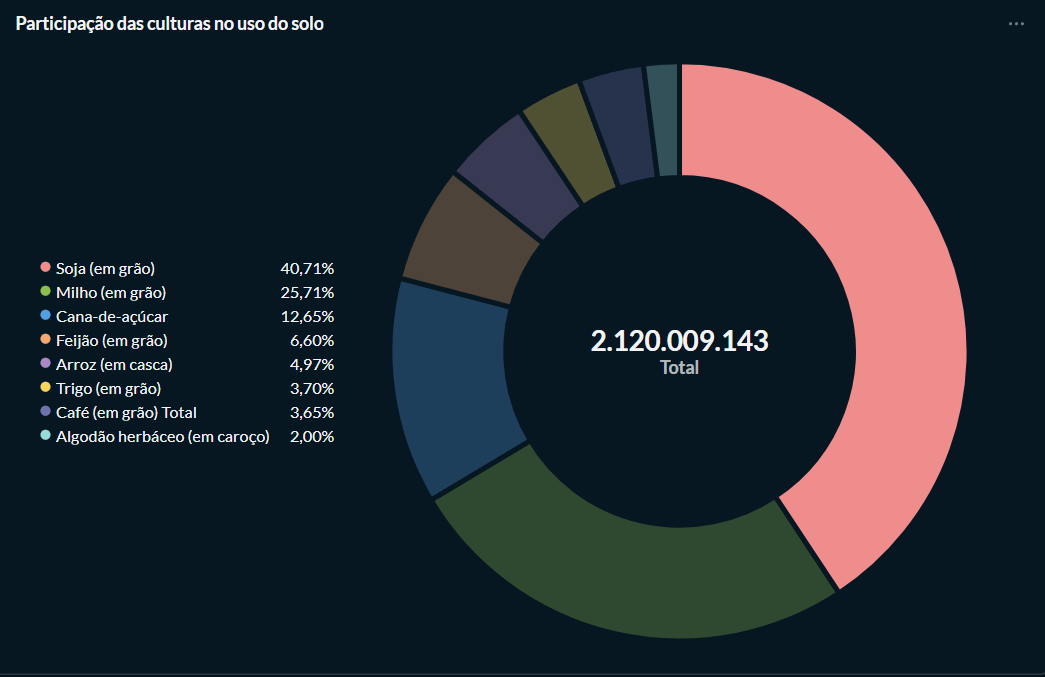 Participação das culturas no uso do solo
Soja (em grão) 40,71%
Milho (em grão) 25,71%
Cana-de-açúcar 12,65%
Feijão (em grão) 6,60%
Arroz (em casca) 4,97%
Trigo (em grão) 3,70%
Café (em grão) Total 3,65%
Algodão herbáceo (em caroço) 2,00%
2.120.009.143
Total